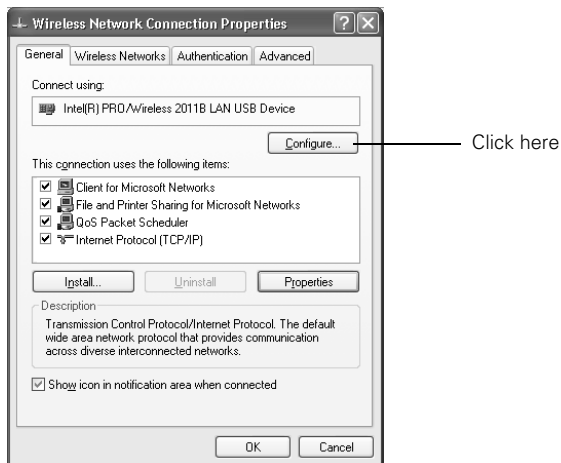 Wireless Network Connection Properties
General Wireless Networks Authentication Advanced
Connect using:
Intel(R) PRO/Wireless 2011B LAN USB Device
Configure...
Click here
This connection uses the following items:
Client for Microsoft Networks
File and Printer Sharing for Microsoft Networks
QoS Packet Scheduler
Internet Protocol (TCP/IP)
Install... Uninstall Properties
Description
Transmission Control Protocol/Internet Protocol. The default
wide area network protocol that provides communication
across diverse interconnected networks.
Show icon in notification area when connected
OK Cancel